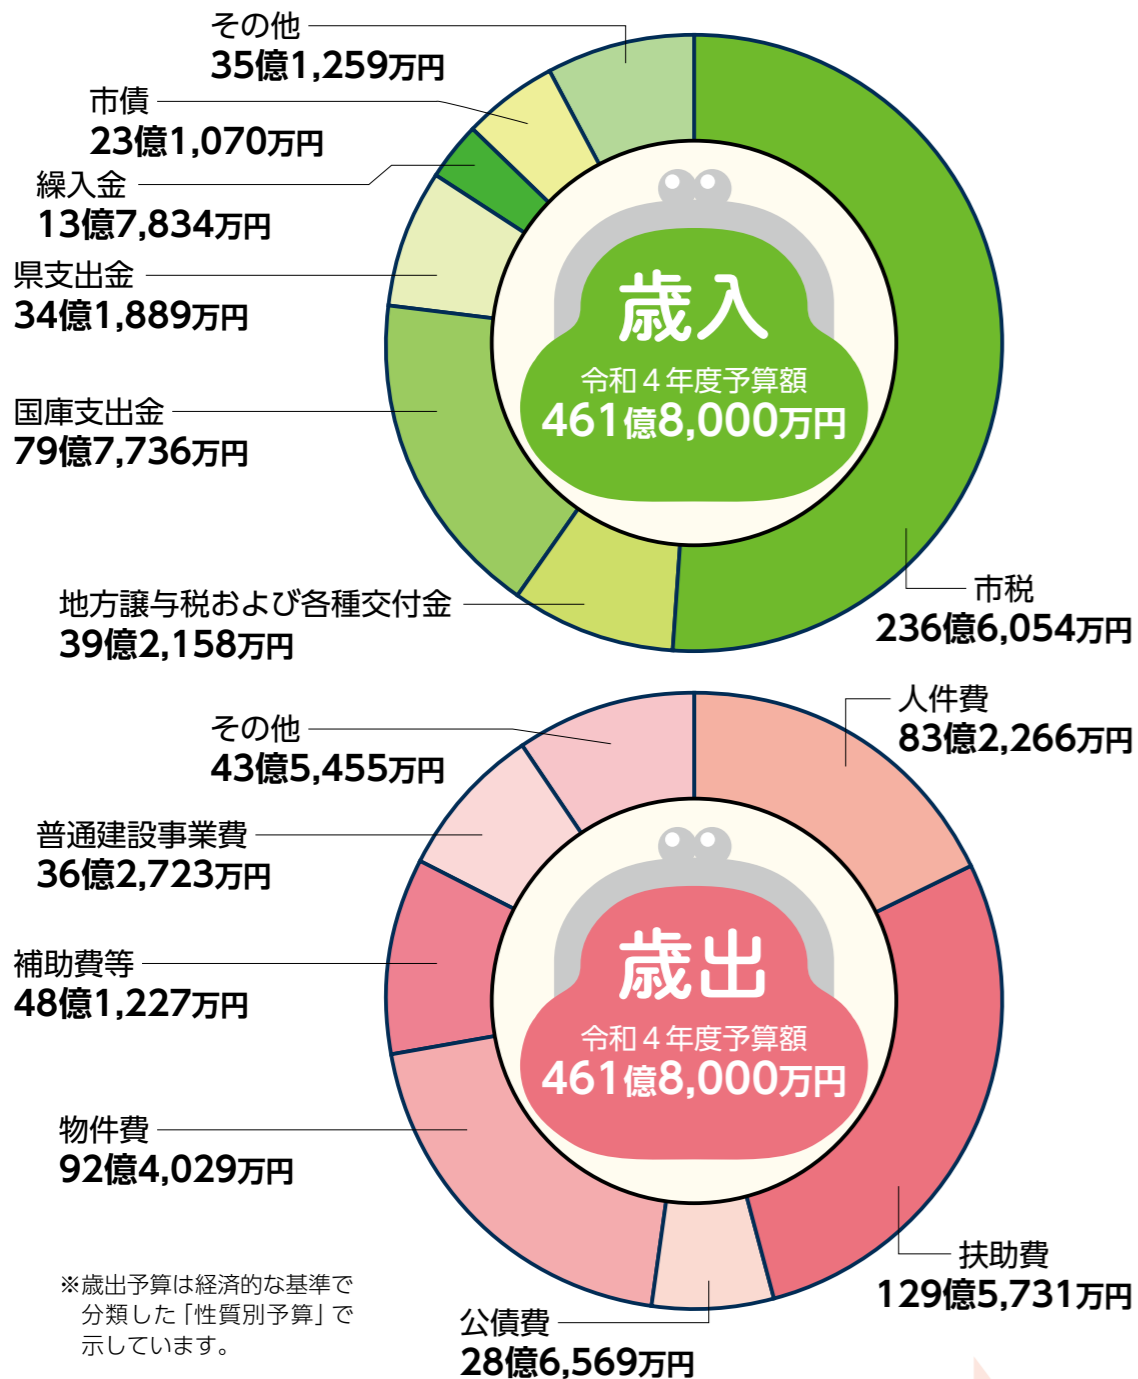 その他
35億1,259万円
市債
23億1,070万円
繰入金
13億7,834万円
県支出金
34億1,889万円
国庫支出金
79億7,736万円
地方譲与税および各種交付金
39億2,158万円
市税
236億6,054万円
歳入
令和4年度予算額
461億8,000万円
人件費
83億2,266万円
その他
43億5,455万円
普通建設事業費
36億2,723万円
補助費等
48億1,227万円
物件費
92億4,029万円
公債費
28億6,569万円
扶助費
129億5,731万円
歳出
令和4年度予算額
461億8,000万円
※歳出予算は経済的な基準で
分類した「性質別予算」で
示しています。